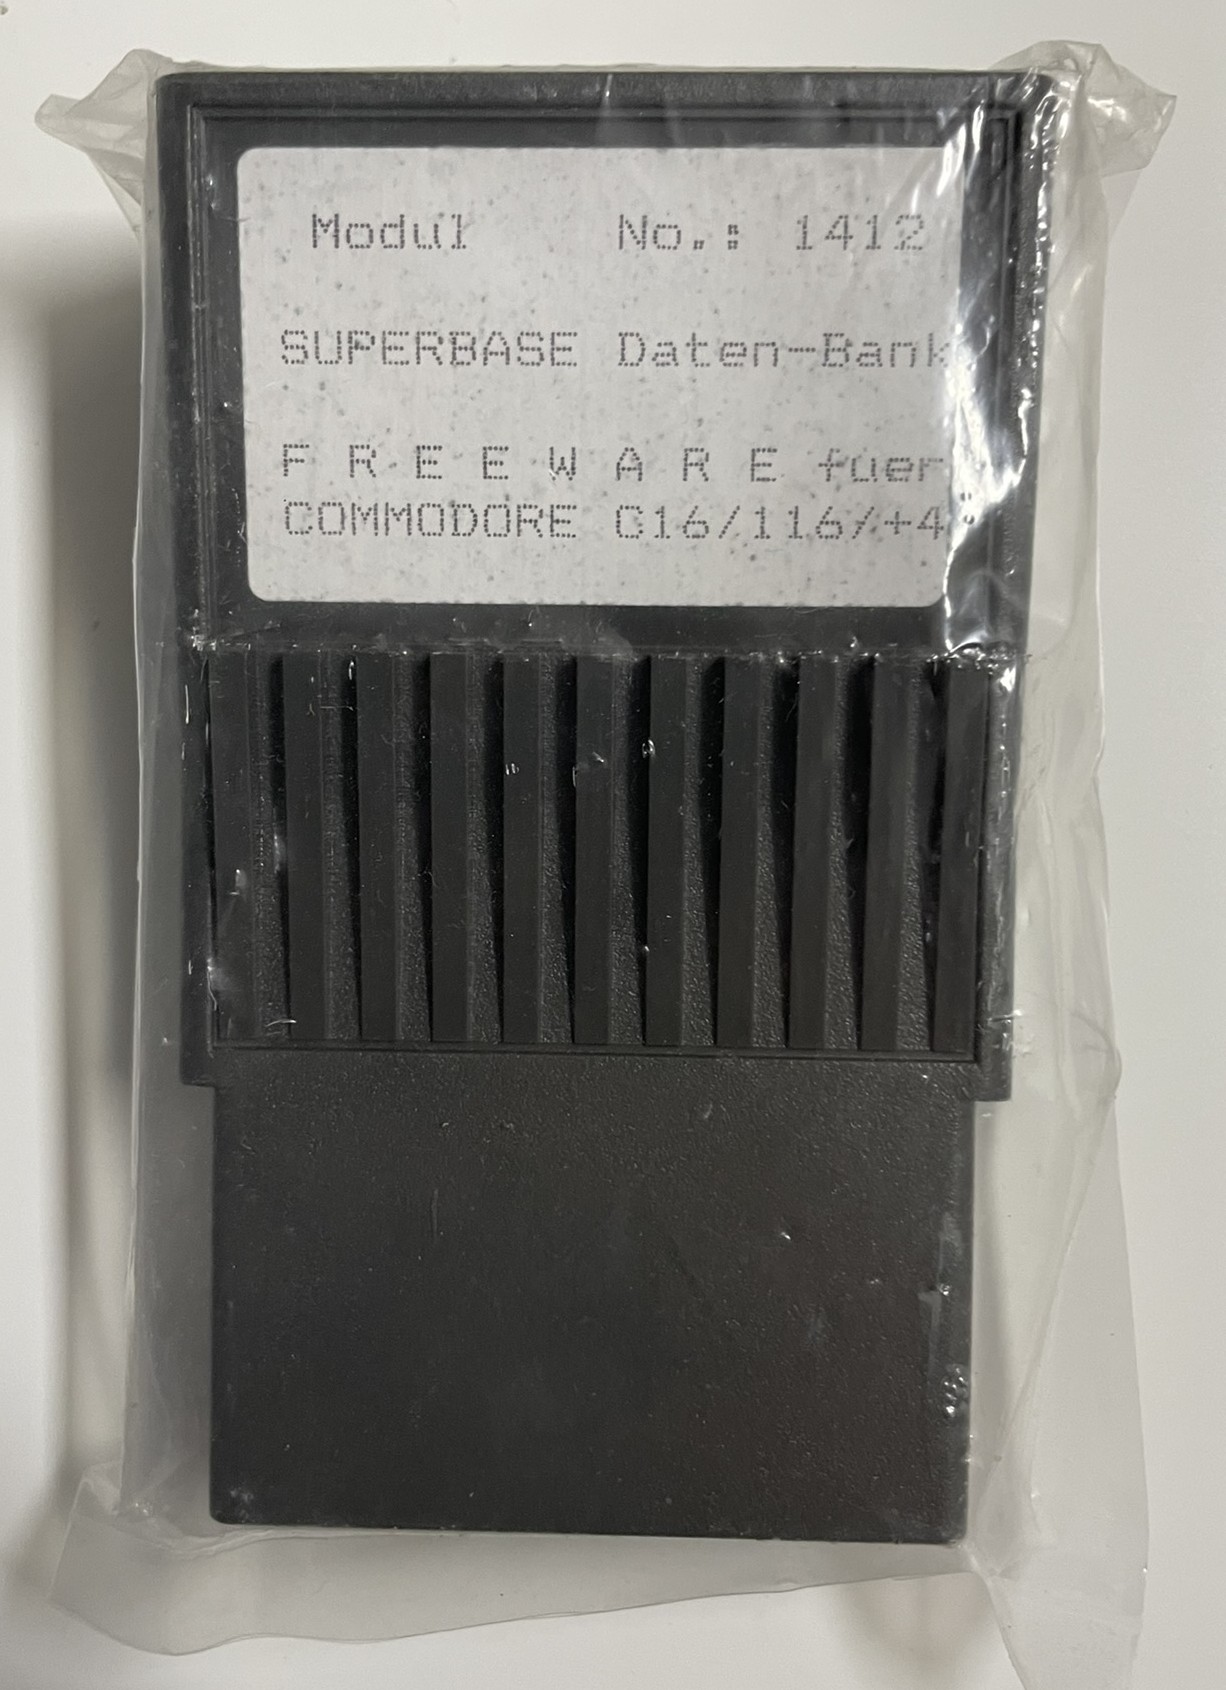 Modul No.: 1412
SUPERBASE Daten-Bank
F R E E W A R E fuer
COMMODORE C16/116/+4